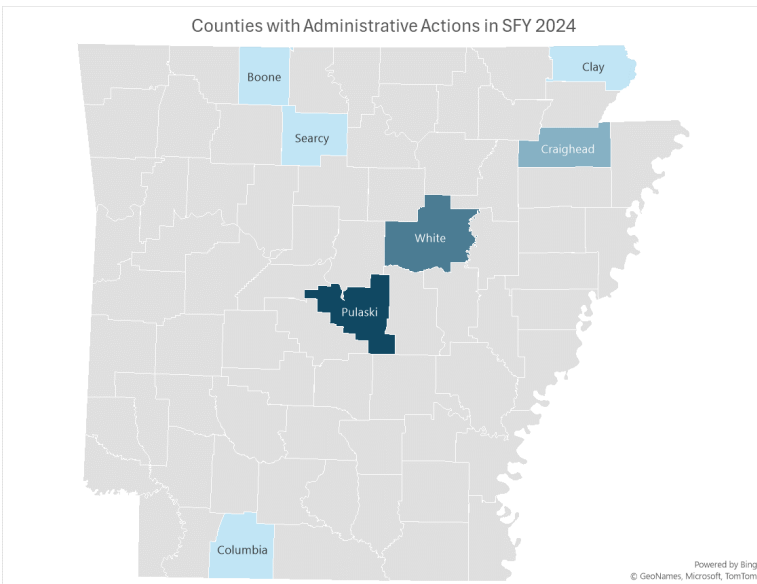 Counties with Administrative Actions in SFY 2024
Boone
Clay
Searcy
Craighead
White
Pulaski
Columbia
Powered by Bing
© GeoNames, Microsoft, TomTom